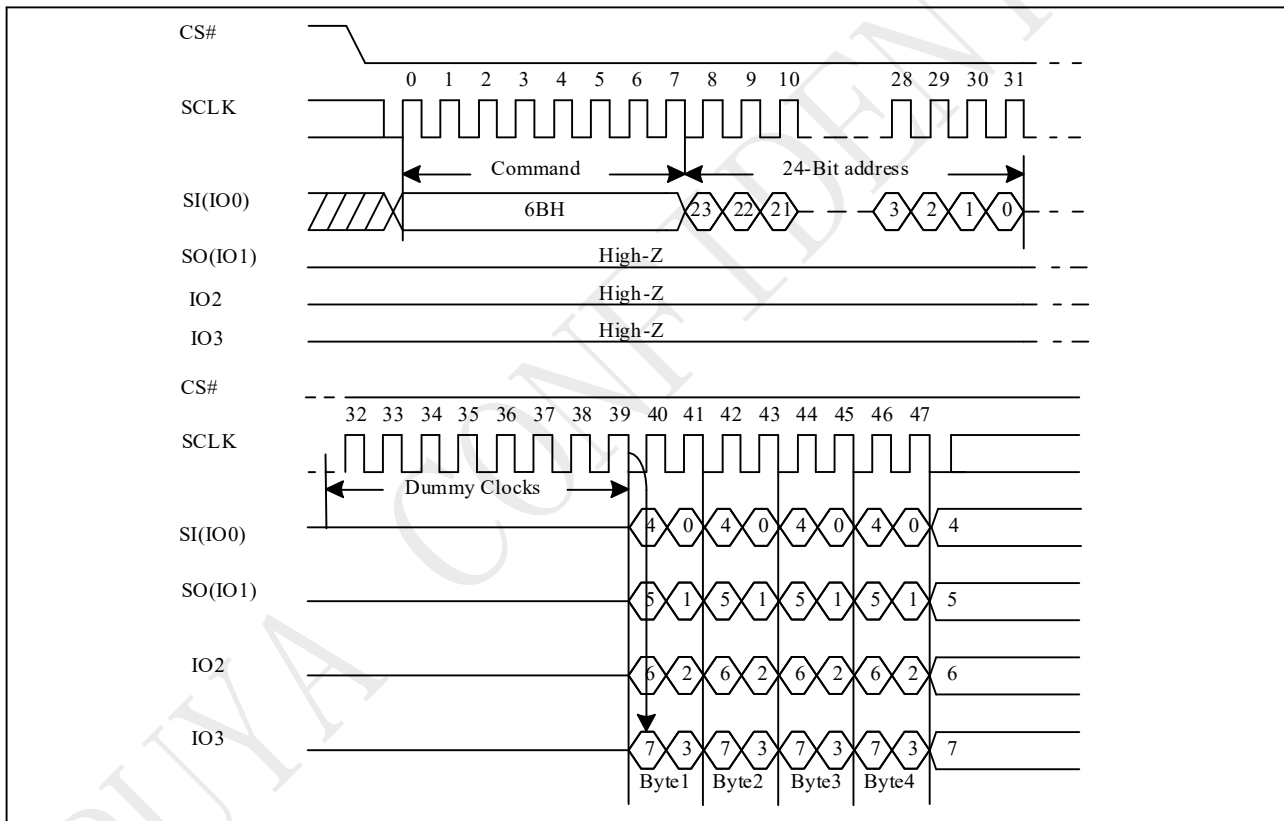 CS#
0 1 2 3 4 5 6 7 8 9 10 28 29 30 31
SCLK
Command 24-Bit address
SI(IO0) 6BH 23 22 21 3 2 1 0
SO(IO1) High-Z
IO2 High-Z
IO3 High-Z
CS#
32 33 34 35 36 37 38 39 40 41 42 43 44 45 46 47
SCLK
Dummy Clocks
SI(IO0) 4 0 4 0 4 0 4 0 4
SO(IO1) 5 1 5 1 5 1 5 1 5
IO2 6 2 6 2 6 2 6 2 6
IO3 7 3 7 3 7 3 7 3 7
Byte1 Byte2 Byte3 Byte4
PUYA CONFIDENT